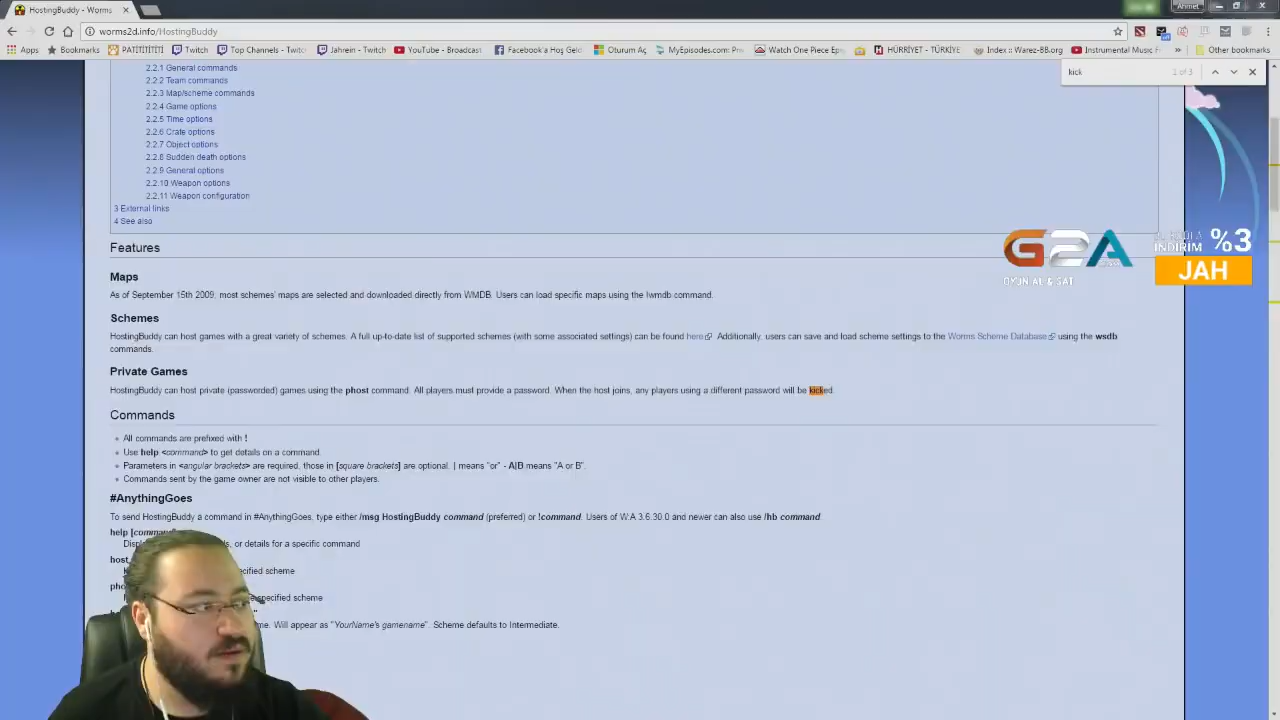 HostingBuddy - Worms
Ahmet
worms2d.info/HostingBuddy
Apps
Bookmarks
Twitch
Top Channels - Twitc
Jahrein - Twitch
YouTube - Broadcast
Facebook'a Hoş Geld
Oturum Aç
MyEpisodes.com
Watch One Piece Epi
HÜRRİYET - TÜRKİYE
Index » Warez-BB.org
Instrumental Music F
Other bookmarks
kick
1 of 3
2.2.1 General commands
2.2.2 Team commands
2.2.3 Map/scheme commands
2.2.4 Game options
2.2.5 Time options
2.2.6 Crate options
2.2.7 Object options
2.2.8 Sudden death options
2.2.9 General options
2.2.10 Weapon options
2.2.11 Weapon configuration
3 External links
4 See also
Features
G2A
OYUN AL & SAT
İNDİRİM
%3
JAH
Maps
As of September 15th 2009, most schemes' maps are selected and downloaded directly from WMDB. Users can load specific maps using the lwmdb command.
Schemes
HostingBuddy can host games with a great variety of schemes. A full up-to-date list of supported schemes (with some associated settings) can be found here Additionally, users can save and load scheme settings to the Worms Scheme Database using the wsdb
commands.
Private Games
HostingBuddy can host private (passworded) games using the phost command. All players must provide a password. When the host joins, any players using a different password will be kicked.
Commands
All commands are prefixed with !
Use help <command> to get details on a command.
Parameters in <angular brackets> are required, those in [square brackets] are optional. | means "or" - A|B means "A or B".
Commands sent by the game owner are not visible to other players.
#AnythingGoes
To send HostingBuddy a command in #AnythingGoes, type either /msg HostingBuddy command (preferred) or !command. Users of W:A 3.6.30.0 and newer can also use /hb command.
help [command]
or details for a specific command
host
specified scheme
specified scheme
Will appear as "YourName's gamename". Scheme defaults to Intermediate.